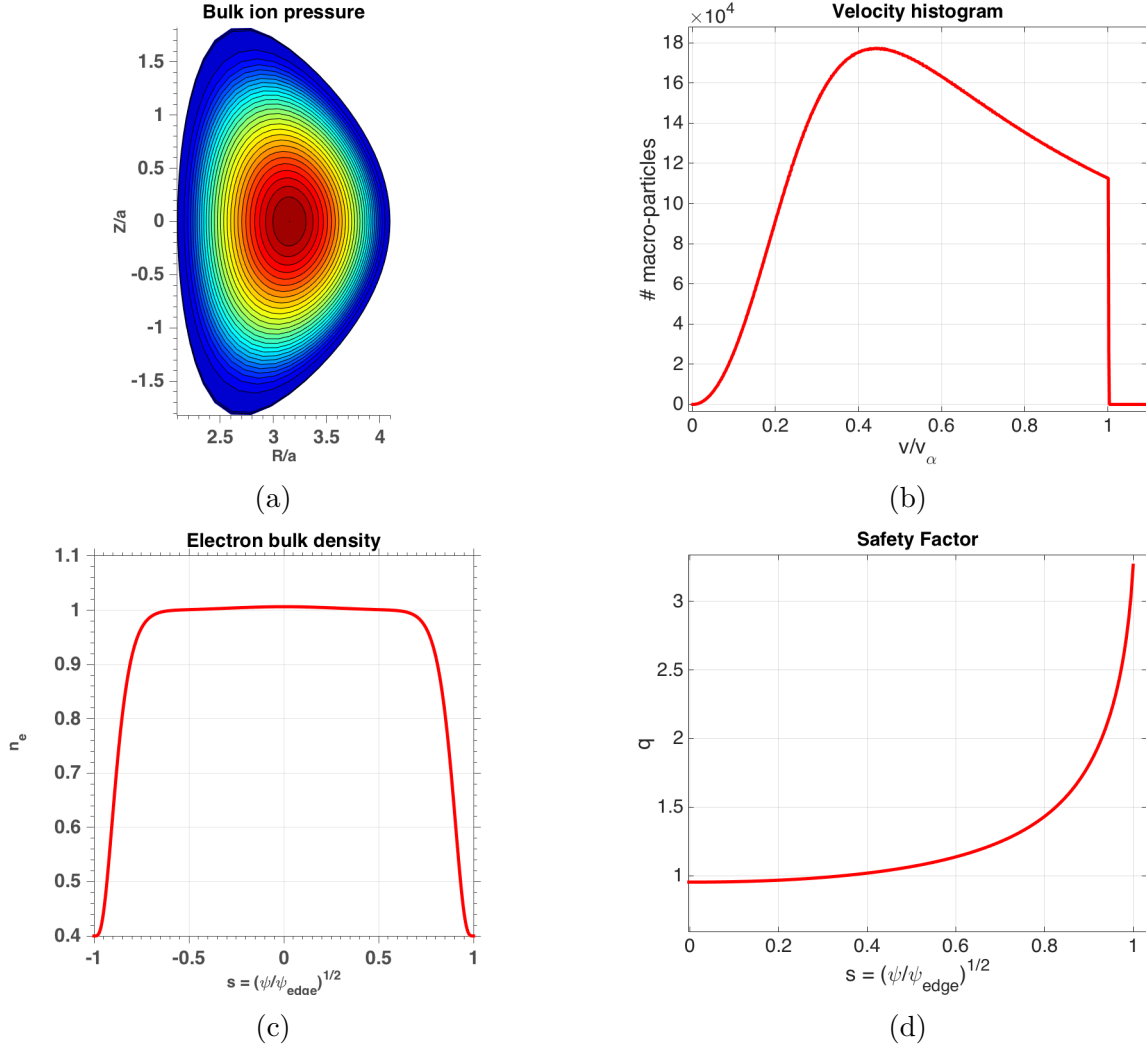 Bulk ion pressure
1.5
1
0.5
0
-0.5
-1
-1.5
Z/a
2.5 3 3.5 4
R/a
(a)
Velocity histogram
×10⁴
18
16
14
12
10
8
6
4
2
0
# macro-particles
0 0.2 0.4 0.6 0.8 1
v/v_α
(b)
Electron bulk density
1.1
1
0.9
0.8
0.7
0.6
0.5
0.4
n_e
-1 -0.5 0 0.5 1
s = (ψ/ψ_edge)^1/2
(c)
Safety Factor
3
2.5
2
1.5
1
q
0 0.2 0.4 0.6 0.8 1
s = (ψ/ψ_edge)^1/2
(d)